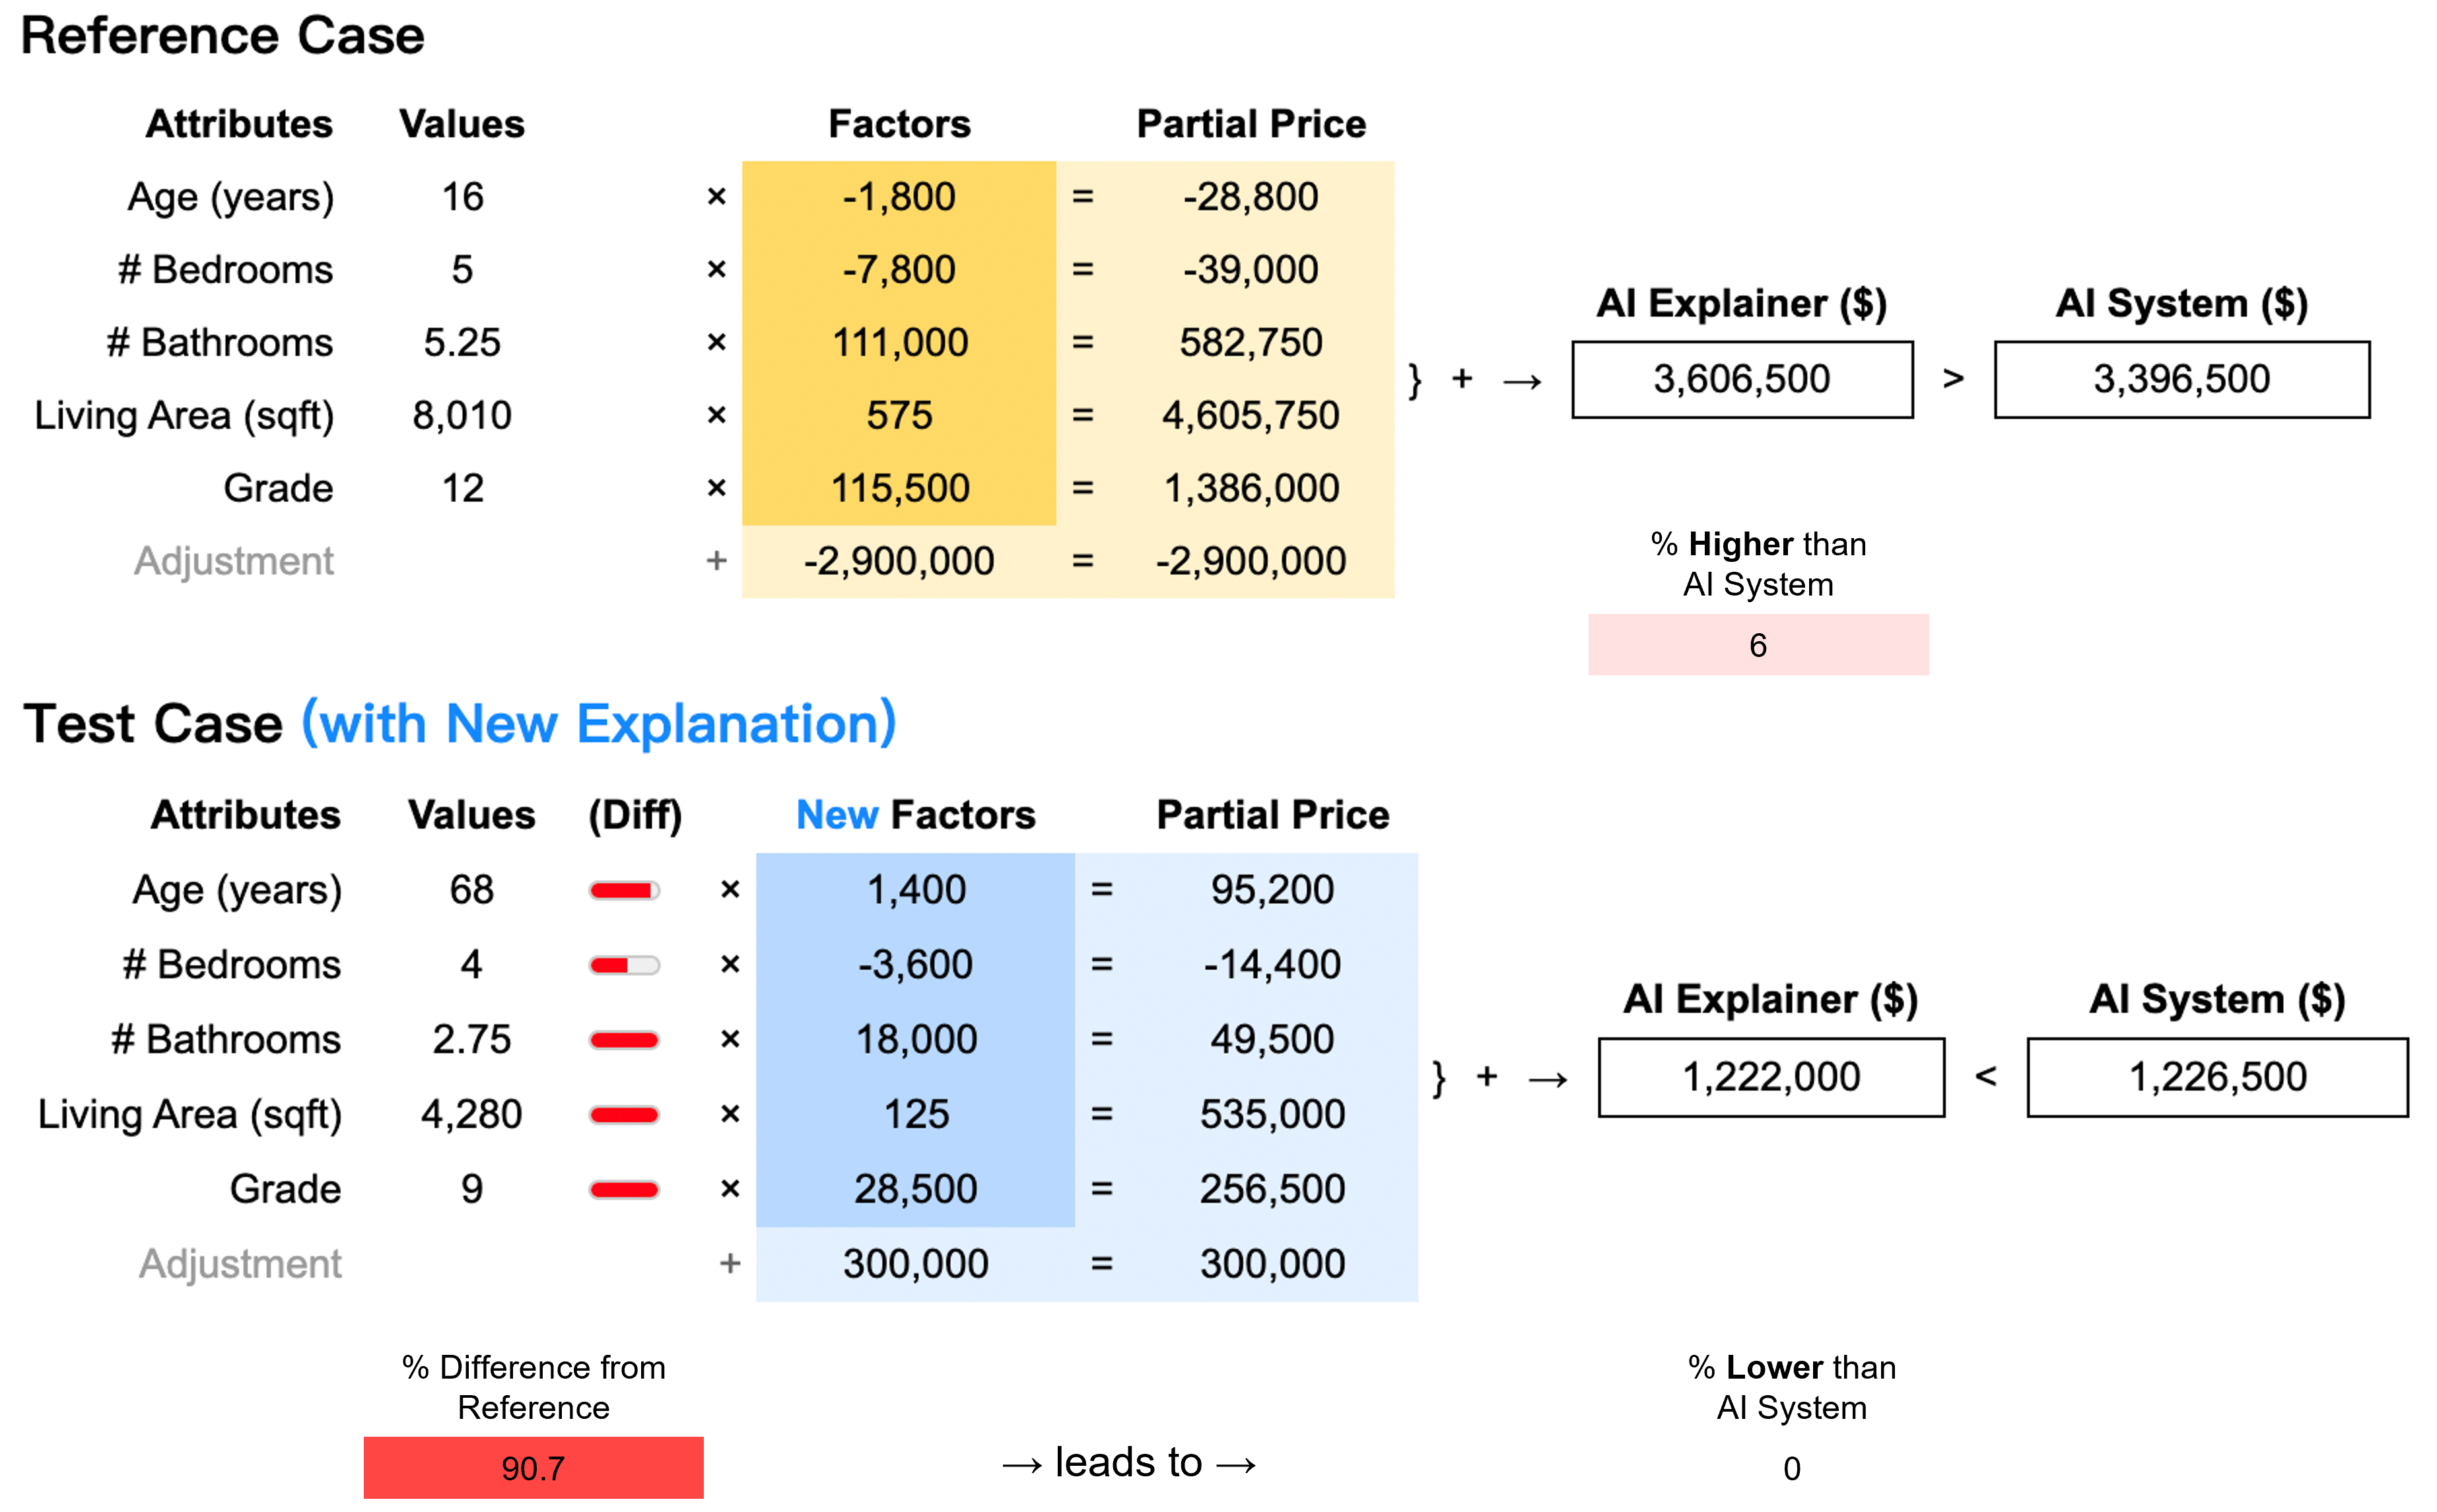 Reference Case
Attributes Values Factors Partial Price
Age (years) 16 × -1,800 = -28,800
# Bedrooms 5 × -7,800 = -39,000
# Bathrooms 5.25 × 111,000 = 582,750
Living Area (sqft) 8,010 × 575 = 4,605,750
Grade 12 × 115,500 = 1,386,000
Adjustment + -2,900,000 = -2,900,000
} + →
AI Explainer ($) AI System ($)
3,606,500 > 3,396,500
% Higher than
AI System
6
Test Case (with New Explanation)
Attributes Values (Diff) New Factors Partial Price
Age (years) 68 × 1,400 = 95,200
# Bedrooms 4 × -3,600 = -14,400
# Bathrooms 2.75 × 18,000 = 49,500
Living Area (sqft) 4,280 × 125 = 535,000
Grade 9 × 28,500 = 256,500
Adjustment + 300,000 = 300,000
} + →
AI Explainer ($) AI System ($)
1,222,000 < 1,226,500
% Difference from
Reference
90.7
→ leads to →
% Lower than
AI System
0